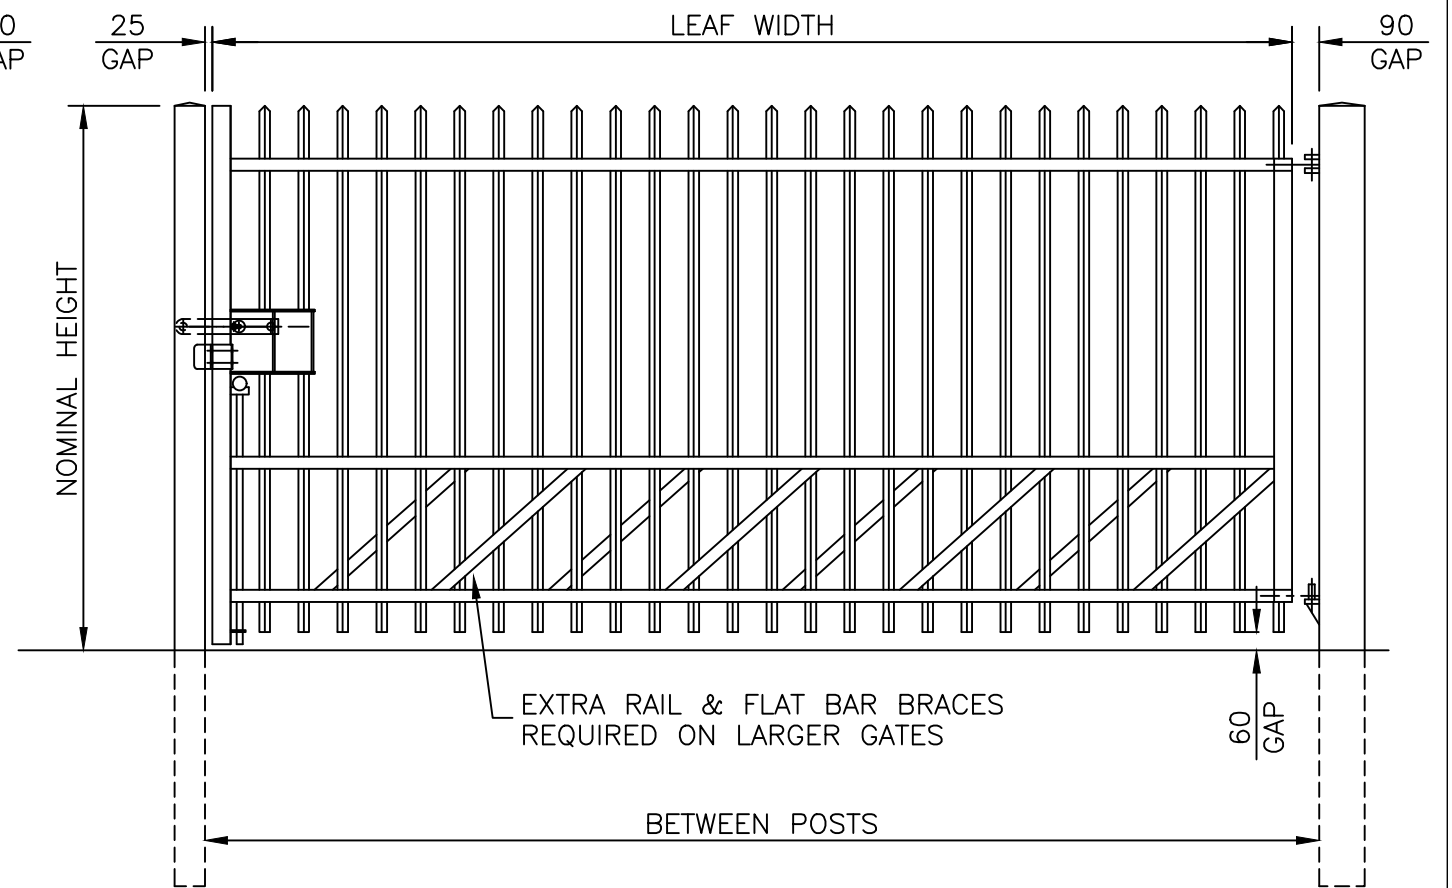 25
GAP
LEAF WIDTH
90
GAP
NOMINAL HEIGHT
EXTRA RAIL & FLAT BAR BRACES
REQUIRED ON LARGER GATES
60
GAP
BETWEEN POSTS